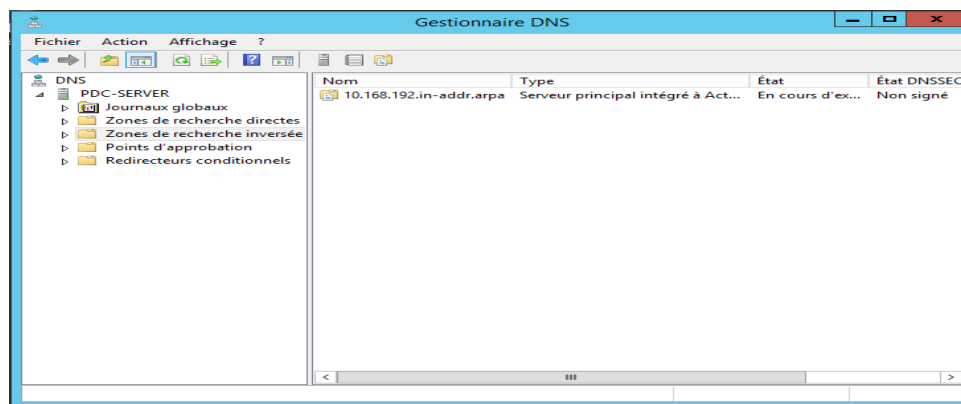 Gestionnaire DNS
Fichier Action Affichage ?
DNS
PDC-SERVER
Journaux globaux
Zones de recherche directes
Zones de recherche inversée
Points d'approbation
Redirecteurs conditionnels
Nom Type État État DNSSEC
10.168.192.in-addr.arpa Serveur principal intégré à Act... En cours d'ex... Non signé